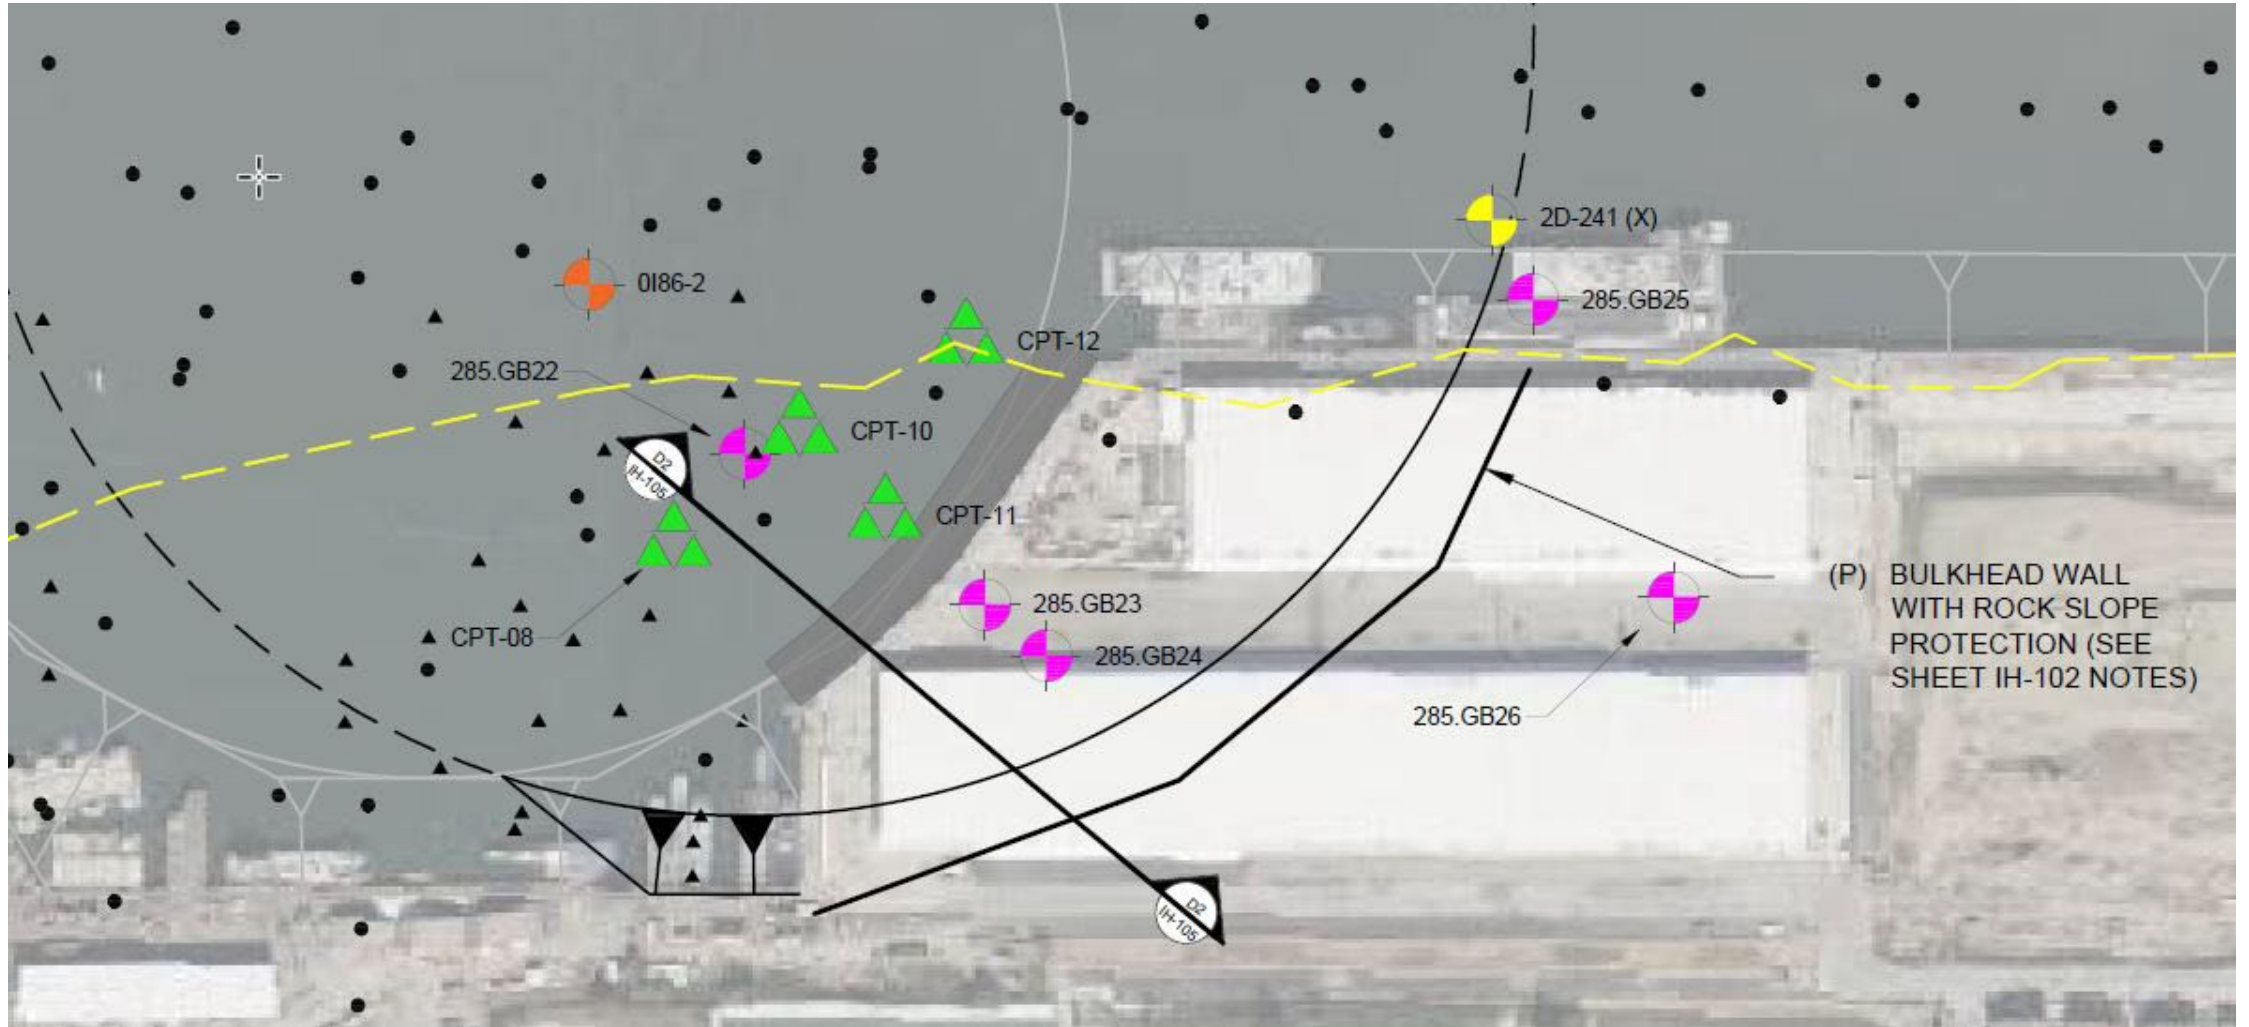 2D-241 (X)
0I86-2
285.GB25
CPT-12
285.GB22
CPT-10
D2
IH-105
CPT-11
(P) BULKHEAD WALL
WITH ROCK SLOPE
PROTECTION (SEE
SHEET IH-102 NOTES)
285.GB23
CPT-08
285.GB24
285.GB26
D2
IH-105